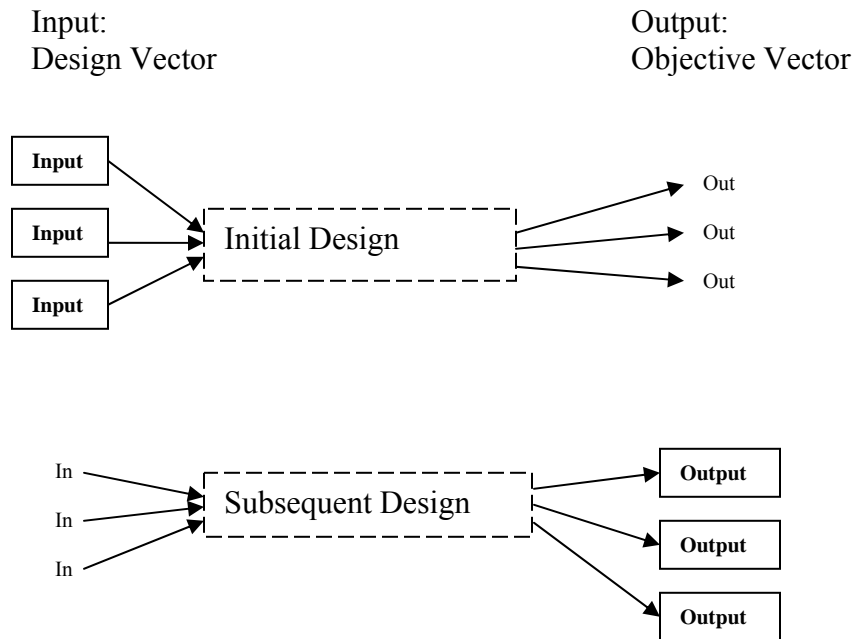 Input:
Design Vector
Output:
Objective Vector
Input
Input
Input
Initial Design
Out
Out
Out
In
In
In
Subsequent Design
Output
Output
Output